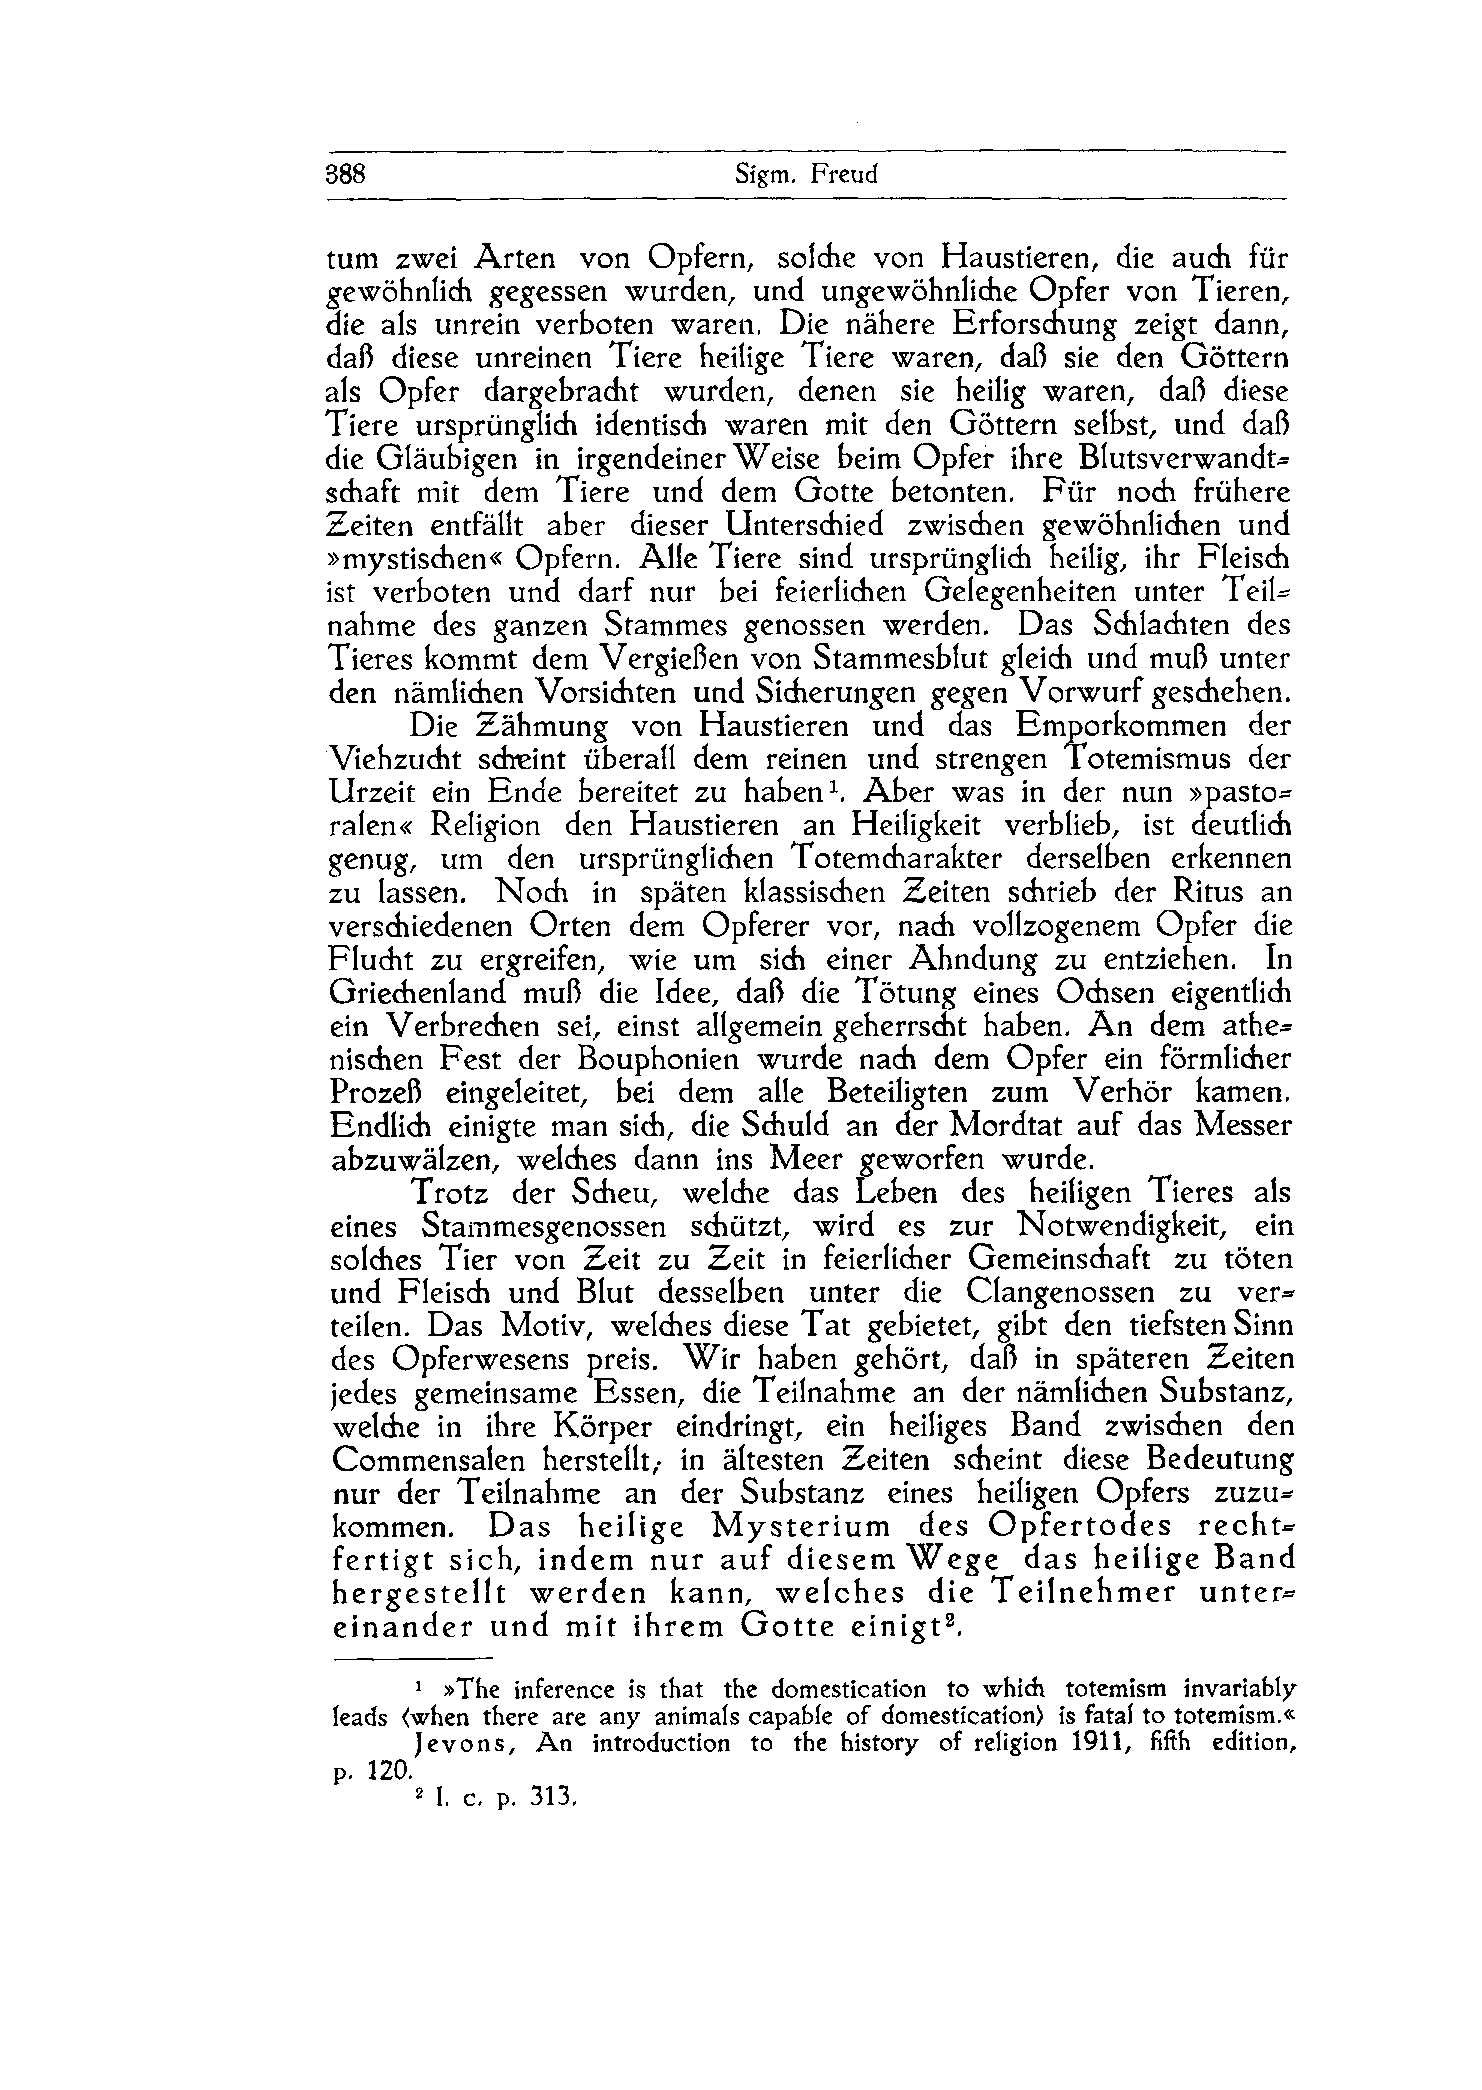 388 Sigm. Freud
tum zwei Arten von Opfern, solche von Haustieren, die auch für
gewöhnlich gegessen wurden, und ungewöhnliche Opfer von Tieren,
die als unrein verboten waren. Die nähere Erforschung zeigt dann,
daß diese unreinen Tiere heilige Tiere waren, daß sie den Göttern
als Opfer dargebracht wurden, denen sie heilig waren, daß diese
Tiere ursprünglich identisch waren mit den Göttern selbst, und daß
die Gläubigen in irgendeiner Weise beim Opfer ihre Blutsverwandt-
schaft mit dem Tiere und dem Gotte betonten. Für noch frühere
Zeiten entfällt aber dieser Unterschied zwischen gewöhnlichen und
»mystischen« Opfern. Alle Tiere sind ursprünglich heilig, ihr Fleisch
ist verboten und darf nur bei feierlichen Gelegenheiten unter Teil-
nahme des ganzen Stammes genossen werden. Das Schlachten des
Tieres kommt dem Vergießen von Stammesblut gleich und muß unter
den nämlichen Vorsichten und Sicherungen gegen Vorwurf geschehen.
Die Zähmung von Haustieren und das Emporkommen der
Viehzucht scheint überall dem reinen und strengen Totemismus der
Urzeit ein Ende bereitet zu haben¹. Aber was in der nun »pasto-
ralen« Religion den Haustieren an Heiligkeit verblieb, ist deutlich
genug, um den ursprünglichen Totemcharakter derselben erkennen
zu lassen. Noch in späten klassischen Zeiten schrieb der Ritus an
verschiedenen Orten dem Opferer vor, nach vollzogenem Opfer die
Flucht zu ergreifen, wie um sich einer Ahndung zu entziehen. In
Griechenland muß die Idee, daß die Tötung eines Ochsen eigentlich
ein Verbrechen sei, einst allgemein geherrscht haben. An dem athe-
nischen Fest der Bouphonien wurde nach dem Opfer ein förmlicher
Prozeß eingeleitet, bei dem alle Beteiligten zum Verhör kamen.
Endlich einigte man sich, die Schuld an der Mordtat auf das Messer
abzuwälzen, welches dann ins Meer geworfen wurde.
Trotz der Scheu, welche das Leben des heiligen Tieres als
eines Stammesgenossen schützt, wird es zur Notwendigkeit, ein
solches Tier von Zeit zu Zeit in feierlicher Gemeinschaft zu töten
und Fleisch und Blut desselben unter die Clangenossen zu ver-
teilen. Das Motiv, welches diese Tat gebietet, gibt den tiefsten Sinn
des Opferwesens preis. Wir haben gehört, daß in späteren Zeiten
jedes gemeinsame Essen, die Teilnahme an der nämlichen Substanz,
welche in ihre Körper eindringt, ein heiliges Band zwischen den
Commensalen herstellt; in ältesten Zeiten scheint diese Bedeutung
nur der Teilnahme an der Substanz eines heiligen Opfers zuzu-
kommen. Das heilige Mysterium des Opfertodes recht-
fertigt sich, indem nur auf diesem Wege das heilige Band
hergestellt werden kann, welches die Teilnehmer unter-
einander und mit ihrem Gotte einigt².
¹ »The inference is that the domestication to which totemism invariably
leads (when there are any animals capable of domestication) is fatal to totemism.«
Jevons, An introduction to the history of religion 1911, fifth edition,
p. 120.
² l. c. p. 313.